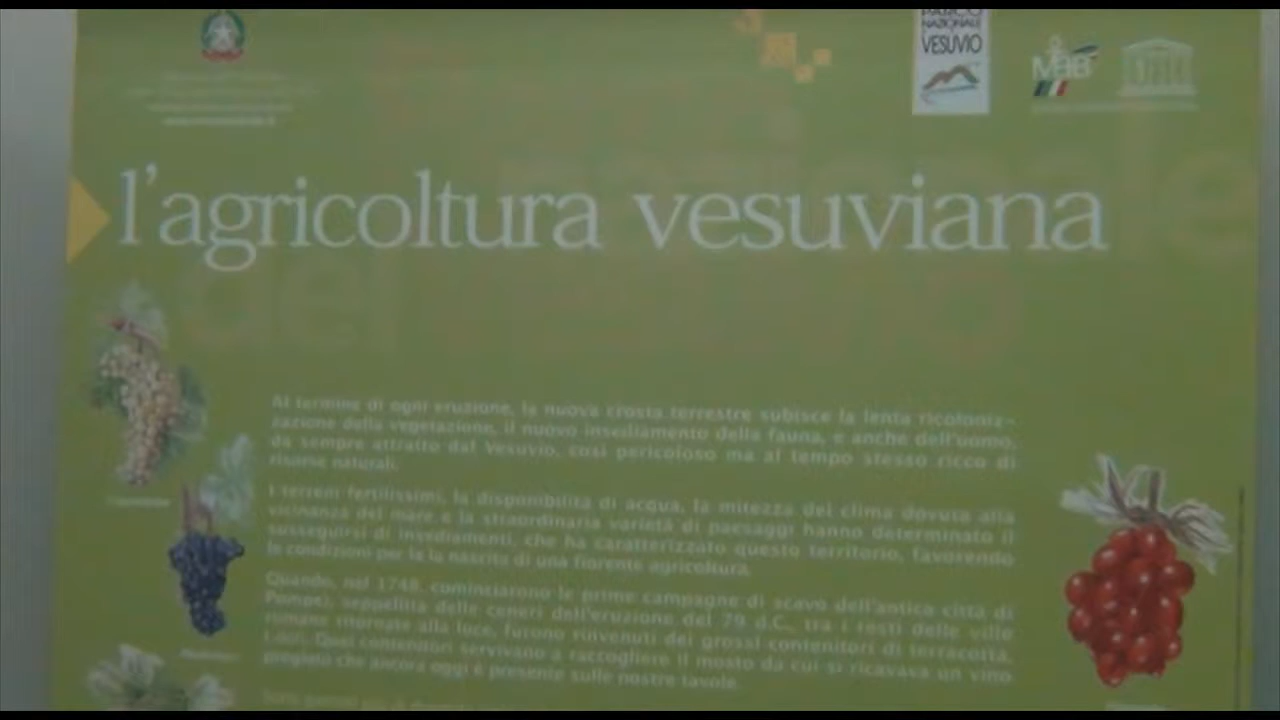 PARCO
NAZIONALE
VESUVIO
MAB
l'agricoltura vesuviana
Al termine di ogni eruzione, la nuova crosta terrestre subisce la lenta ricoloniz-
zazione della vegetazione, il nuovo insediamento della fauna, e anche dell'uomo,
da sempre attratto dal Vesuvio, così pericoloso ma al tempo stesso ricco di
risorse naturali.
I terreni fertilissimi, la disponibilità di acqua, la mitezza del clima dovuta alla
vicinanza del mare e la straordinaria varietà di paesaggi hanno determinato il
susseguirsi di insediamenti, che ha caratterizzato questo territorio, favorendo
le condizioni per la la nascita di una fiorente agricoltura.
Quando, nel 1748, cominciarono le prime campagne di scavo dell'antica città di
Pompei, seppellita delle ceneri dell'eruzione del 79 d.C., tra i resti delle ville
romane ritornate alla luce, furono rinvenuti dei grossi contenitori di terracotta,
i dolii. Quei contenitori servivano a raccogliere il mosto da cui si ricavava un vino
pregiato che ancora oggi è presente sulle nostre tavole.